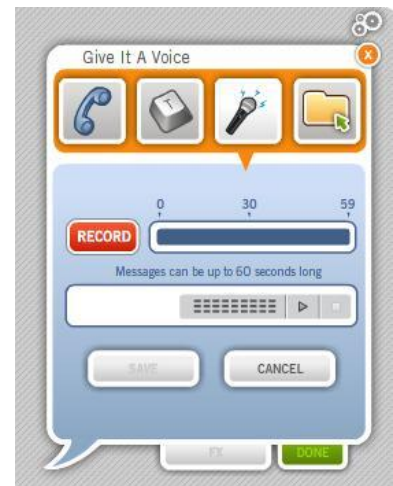 Give It A Voice
X
T
0 30 59
RECORD
Messages can be up to 60 seconds long
SAVE CANCEL
FX DONE